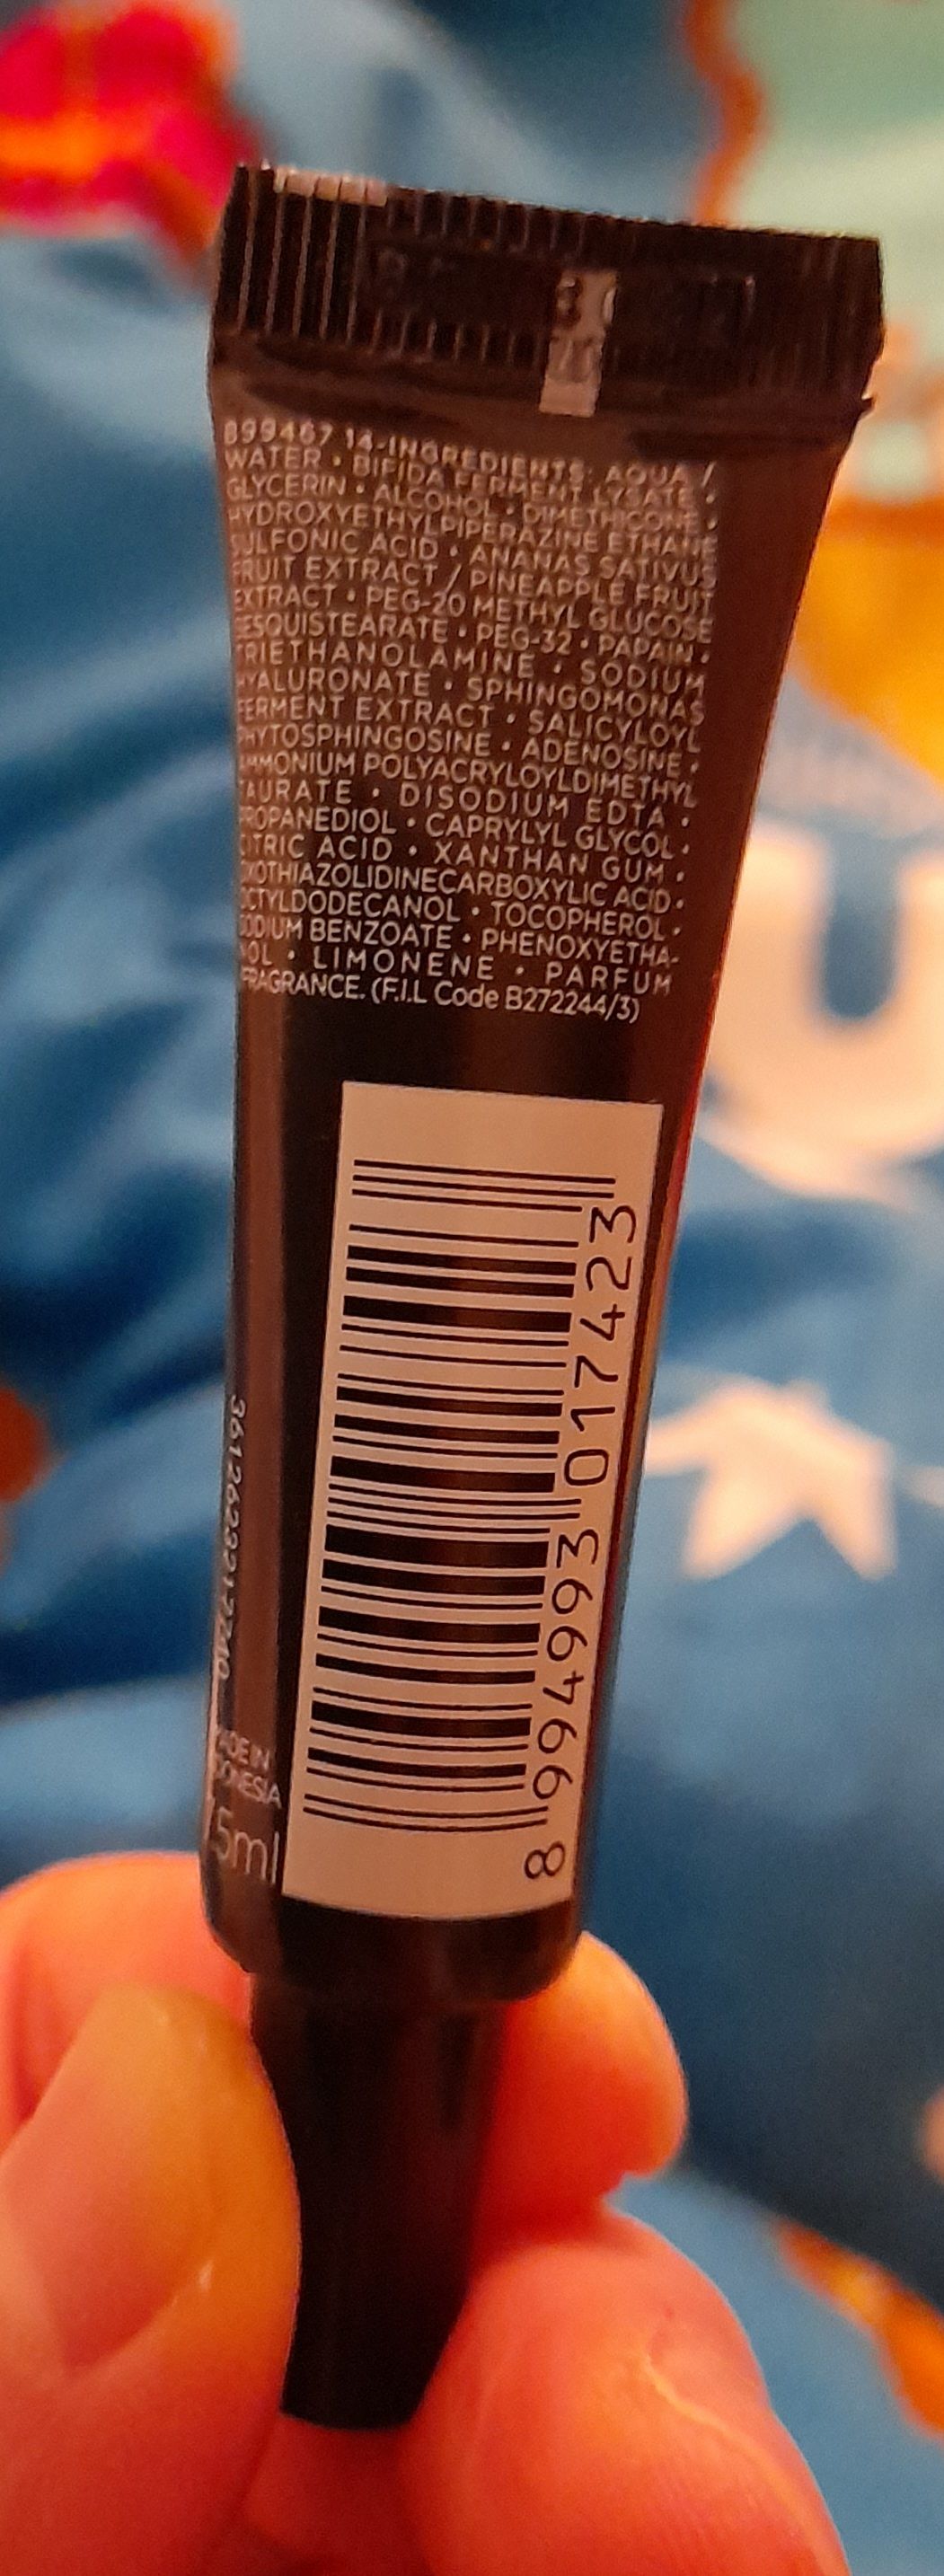 899467 14-INGREDIENTS: AQUA /
WATER • BIFIDA FERMENT LYSATE •
GLYCERIN • ALCOHOL • DIMETHICONE •
HYDROXYETHYLPIPERAZINE ETHANE
SULFONIC ACID • ANANAS SATIVUS
FRUIT EXTRACT / PINEAPPLE FRUIT
EXTRACT • PEG-20 METHYL GLUCOSE
SESQUISTEARATE • PEG-32 • PAPAIN •
TRIETHANOLAMINE • SODIUM
HYALURONATE • SPHINGOMONAS
FERMENT EXTRACT • SALICYLOYL
PHYTOSPHINGOSINE • ADENOSINE •
AMMONIUM POLYACRYLOYLDIMETHYL
TAURATE • DISODIUM EDTA •
PROPANEDIOL • CAPRYLYL GLYCOL •
CITRIC ACID • XANTHAN GUM •
OXOTHIAZOLIDINECARBOXYLIC ACID •
OCTYLDODECANOL • TOCOPHEROL •
SODIUM BENZOATE • PHENOXYETHA-
NOL • LIMONENE • PARFUM
FRAGRANCE. (F.I.L Code B272244/3)
8 994993 017423
MADE IN
INDONESIA
7.5ml